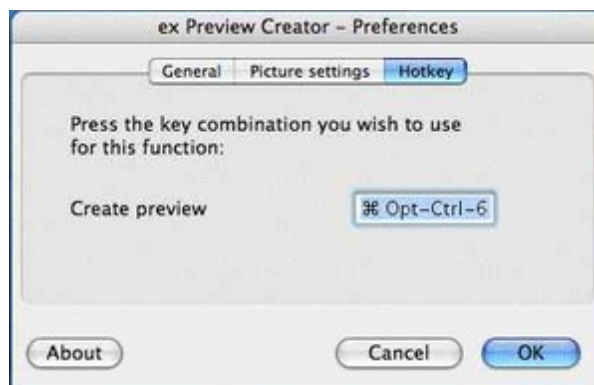 ex Preview Creator – Preferences
General Picture settings Hotkey
Press the key combination you wish to use
for this function:
Create preview ⌘ Opt-Ctrl-6
About Cancel OK